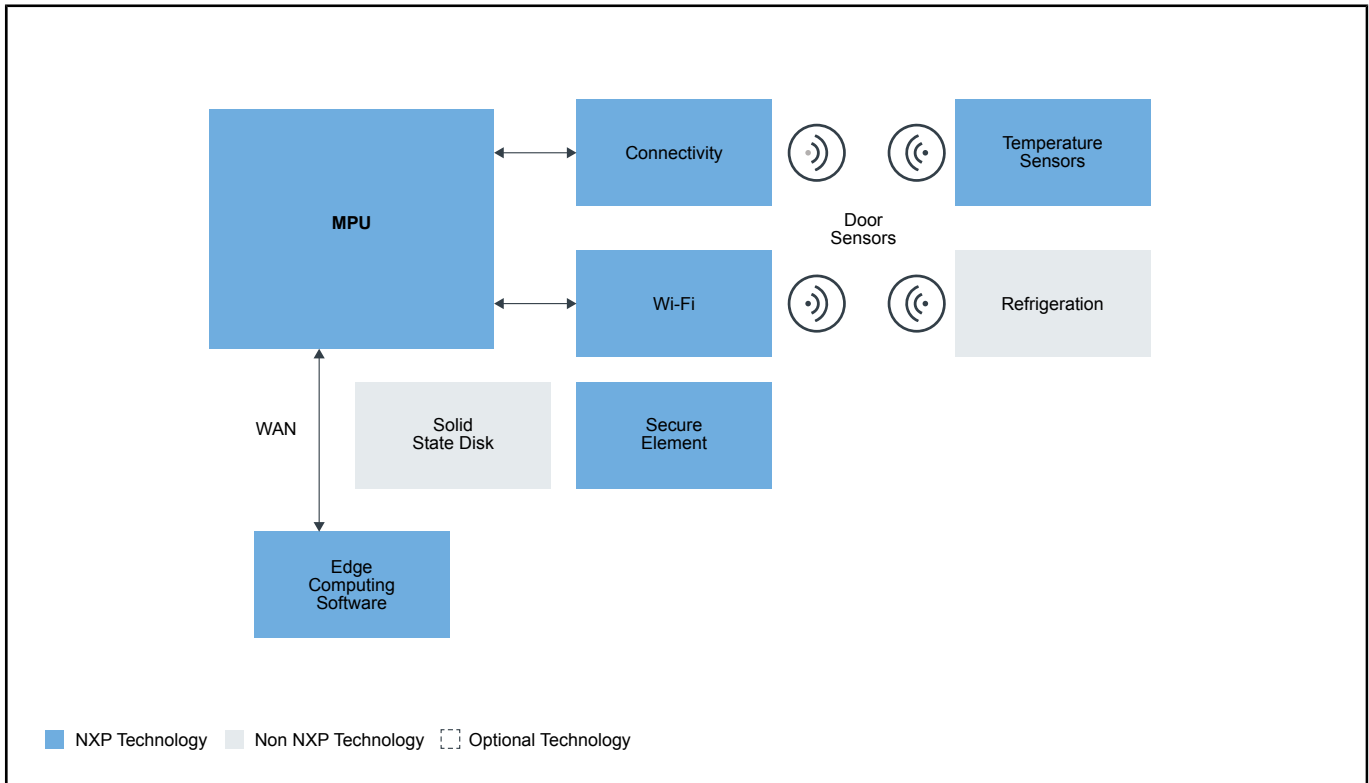 MPU
Connectivity
Temperature
Sensors
Door
Sensors
Wi-Fi
Refrigeration
WAN
Solid
State Disk
Secure
Element
Edge
Computing
Software
NXP Technology
Non NXP Technology
Optional Technology